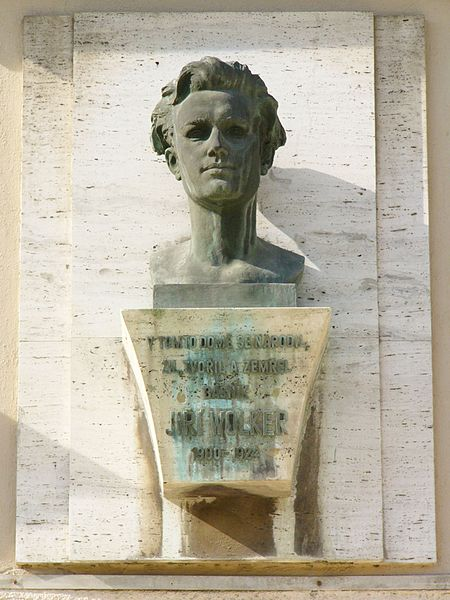 V TOMTO DOMĚ SE NARODIL,
ŽIL, TVOŘIL A ZEMŘEL
BÁSNÍK
JIŘÍ WOLKER
1900-1924